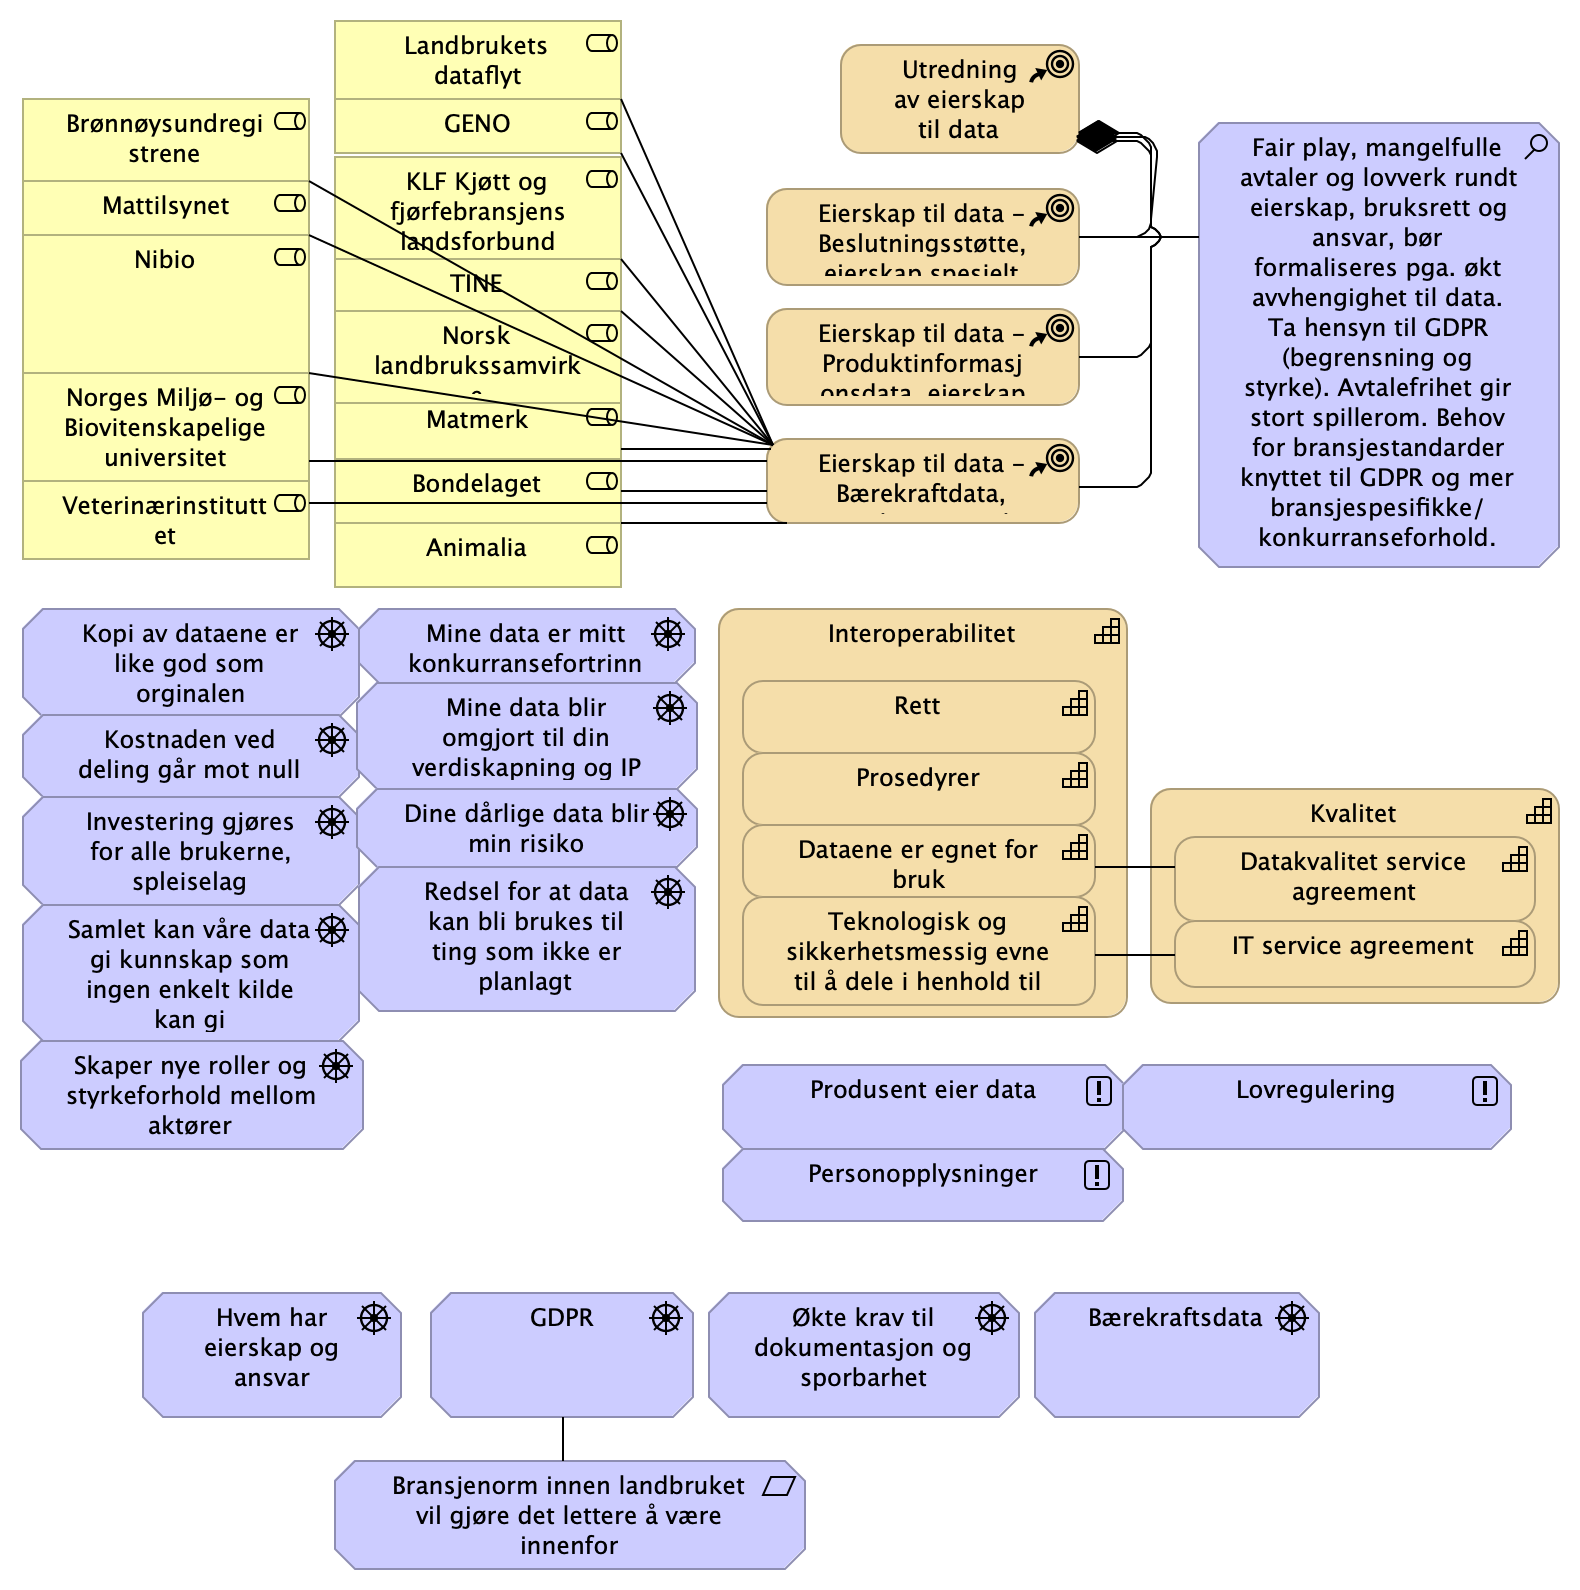 Landbrukets
dataflyt
GENO
KLF Kjøtt og
fjørfebransjens
landsforbund
TINE
Norsk
landbrukssamvirk
Matmerk
Bondelaget
Animalia
Brønnøysundregi
strene
Mattilsynet
Nibio
Norges Miljø- og
Biovitenskapelige
universitet
Veterinærinstitutt
et
Utredning
av eierskap
til data
Eierskap til data –
Beslutningsstøtte,
eierskap spesielt
Eierskap til data –
Produktinformasj
onsdata, eierskap
Eierskap til data –
Bærekraftdata,
Fair play, mangelfulle
avtaler og lovverk rundt
eierskap, bruksrett og
ansvar, bør
formaliseres pga. økt
avvhengighet til data.
Ta hensyn til GDPR
(begrensning og
styrke). Avtalefrihet gir
stort spillerom. Behov
for bransjestandarder
knyttet til GDPR og mer
bransjespesifikke/
konkurranseforhold.
Kopi av dataene er
like god som
orginalen
Kostnaden ved
deling går mot null
Investering gjøres
for alle brukerne,
spleiselag
Samlet kan våre data
gi kunnskap som
ingen enkelt kilde
kan gi
Skaper nye roller og
styrkeforhold mellom
aktører
Mine data er mitt
konkurransefortrinn
Mine data blir
omgjort til din
verdiskapning og IP
Dine dårlige data blir
min risiko
Redsel for at data
kan bli brukes til
ting som ikke er
planlagt
Interoperabilitet
Rett
Prosedyrer
Dataene er egnet for
bruk
Teknologisk og
sikkerhetsmessig evne
til å dele i henhold til
Kvalitet
Datakvalitet service
agreement
IT service agreement
Produsent eier data
Lovregulering
Personopplysninger
Hvem har
eierskap og
ansvar
GDPR
Økte krav til
dokumentasjon og
sporbarhet
Bærekraftsdata
Bransjenorm innen landbruket
vil gjøre det lettere å være
innenfor